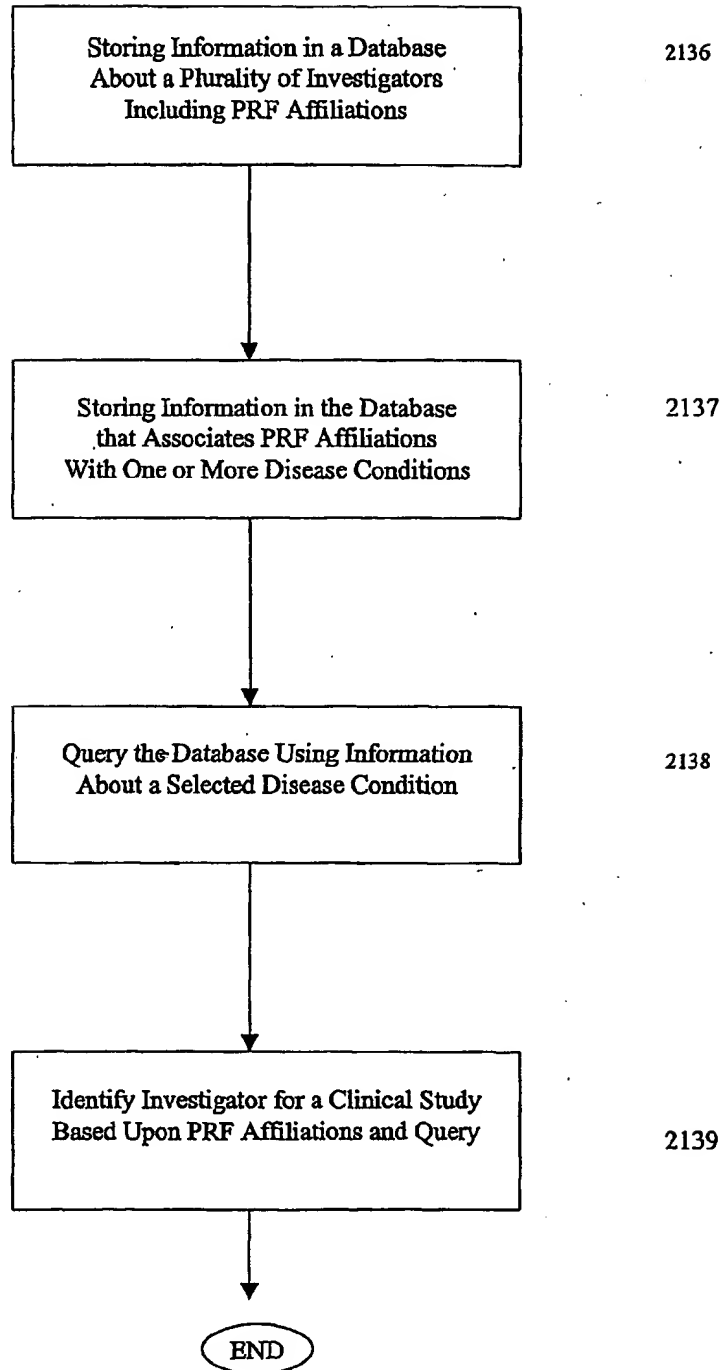 Storing Information in a Database
About a Plurality of Investigators
Including PRF Affiliations
2136
Storing Information in the Database
that Associates PRF Affiliations
With One or More Disease Conditions
2137
Query the Database Using Information
About a Selected Disease Condition
2138
Identify Investigator for a Clinical Study
Based Upon PRF Affiliations and Query
2139
END